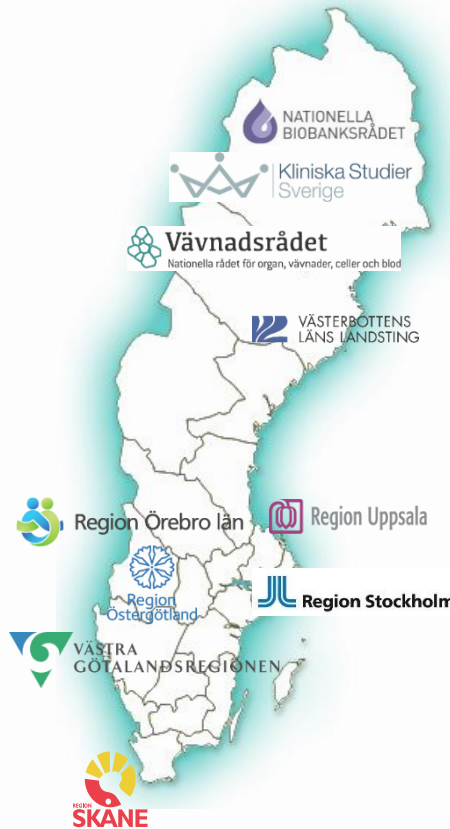 NATIONELLA
BIOBANKSRÅDET
Kliniska Studier
Sverige
Vävnadsrådet
Nationella rådet för organ, vävnader, celler och blod
VÄSTERBOTTENS
LÄNS LANDSTING
Region Örebro län
Region Uppsala
Region
Östergötland
Region Stockholm
VÄSTRA
GÖTALANDSREGIONEN
REGION
SKÅNE